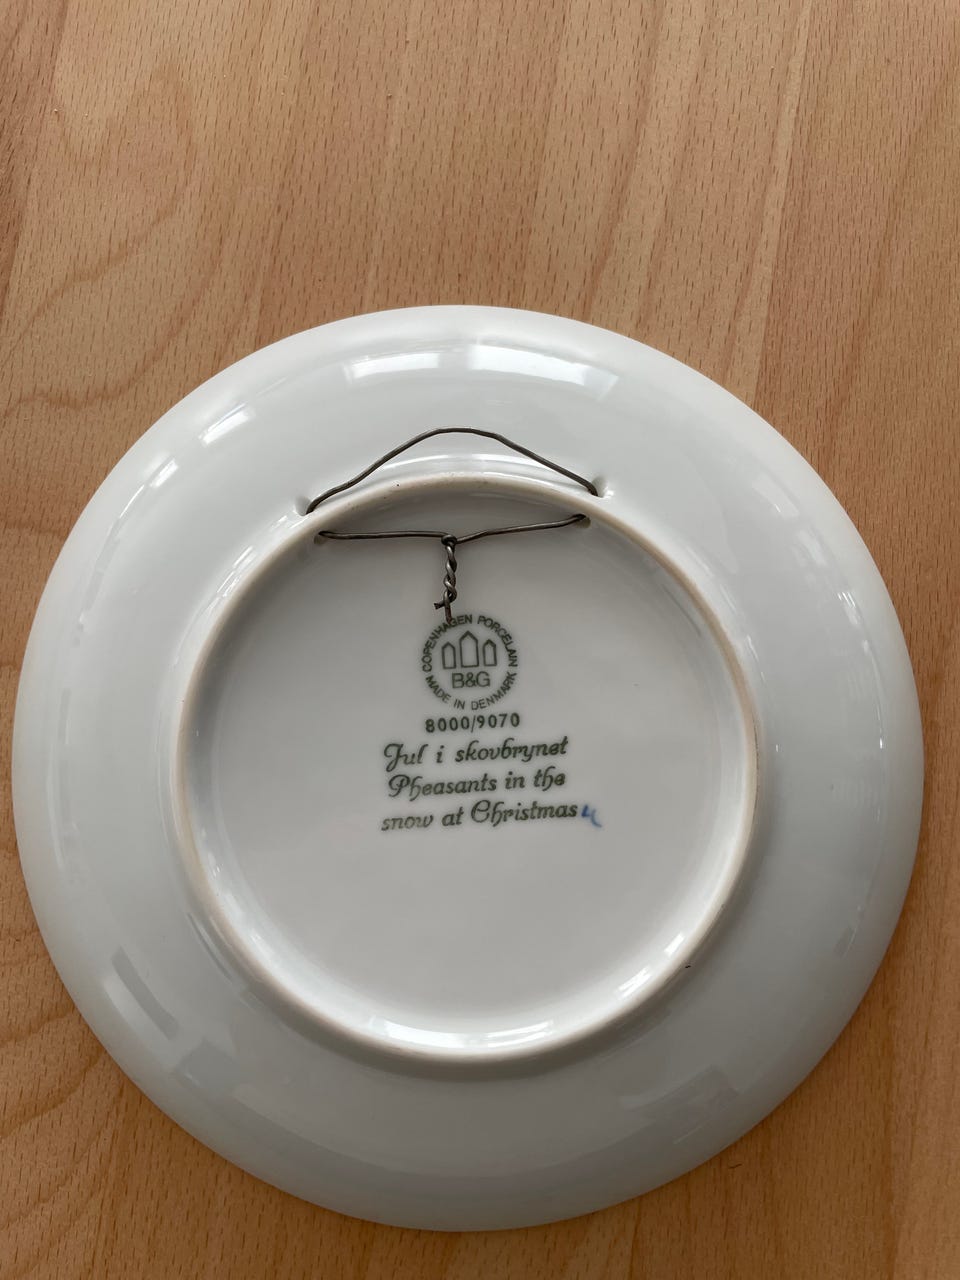 COPENHAGEN PORCELAIN
B&G
MADE IN DENMARK
8000/9070
Jul i skovbrynet
Pheasants in the
snow at Christmas